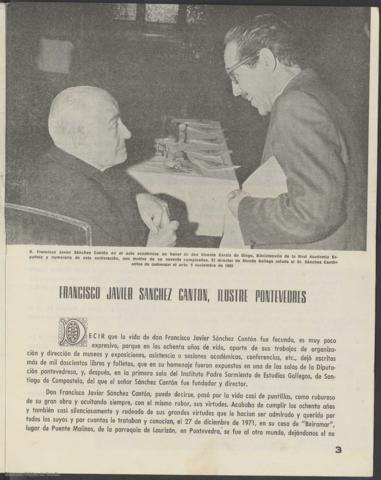 D. Francisco Javier Sánchez Cantón en el acto académico en honor de don Vicente García de Diego, Bibliotecario de la Real Academia Es-
pañola y numerario de esta corporación, con motivo de su noventa cumpleaños. El director de Mundo Gallego saluda al Sr. Sánchez Cantón
antes de comenzar el acto. 5 noviembre de 1968
FRANCISCO JAVIER SANCHEZ CANTON, ILUSTRE PONTEVEDRES
DECIR que la vida de don Francisco Javier Sánchez Cantón fue fecunda, es muy poco
expresivo, porque en los ochenta años de vida, aparte de sus trabajos de organiza-
ción y dirección de museos y exposiciones, asistencia a sesiones académicas, conferencias, etc., dejó escritos
más de mil doscientos libros y folletos, que en su homenaje fueron expuestos en una de las salas de la Diputa-
ción pontevedresa, y, después, en la primera sala del Instituto Padre Sarmiento de Estudios Gallegos, de San-
tiago de Compostela, del que el señor Sánchez Cantón fue fundador y director.
Don Francisco Javier Sánchez Cantón, puede decirse, pasó por la vida casi de puntillas, como ruboroso
de su gran obra y ocultando siempre, con el mismo rubor, sus virtudes. Acababa de cumplir los ochenta años
y también casi silenciosamente y rodeado de sus grandes virtudes que le hacían ser admirado y querido por
todos los suyos y por cuantos le trataban y conocían, el 27 de diciembre de 1971, en su casa de "Beiramar",
lugar de Puente Molinos, de la parroquia de Lourizán, en Pontevedra, se fue al otro mundo, dejándonos el no
3